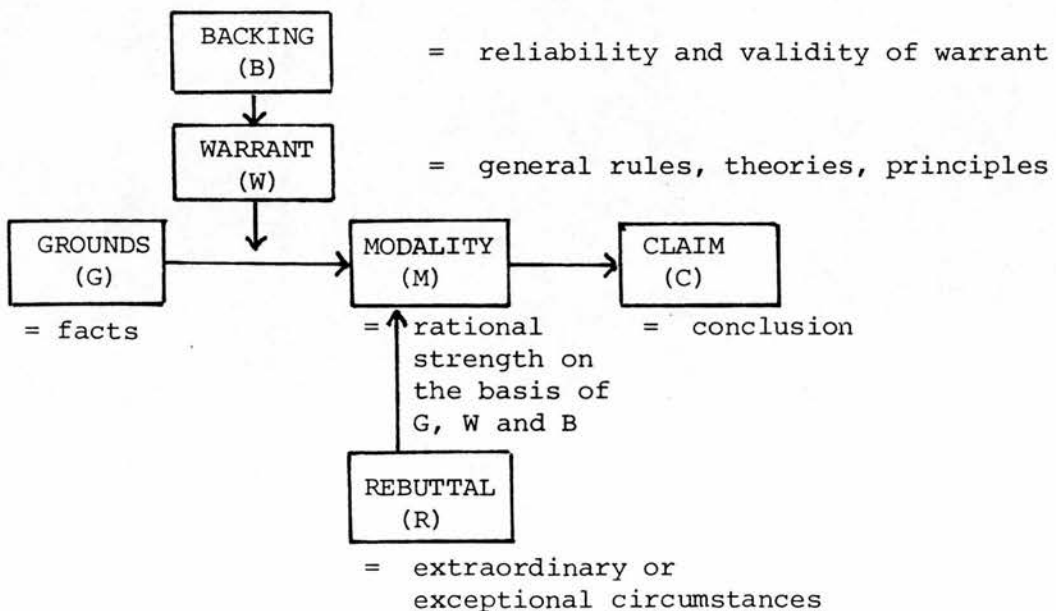 BACKING
(B)
= reliability and validity of warrant
WARRANT
(W)
= general rules, theories, principles
GROUNDS
(G)
= facts
MODALITY
(M)
= rational
strength on
the basis of
G, W and B
CLAIM
(C)
= conclusion
REBUTTAL
(R)
= extraordinary or
exceptional circumstances